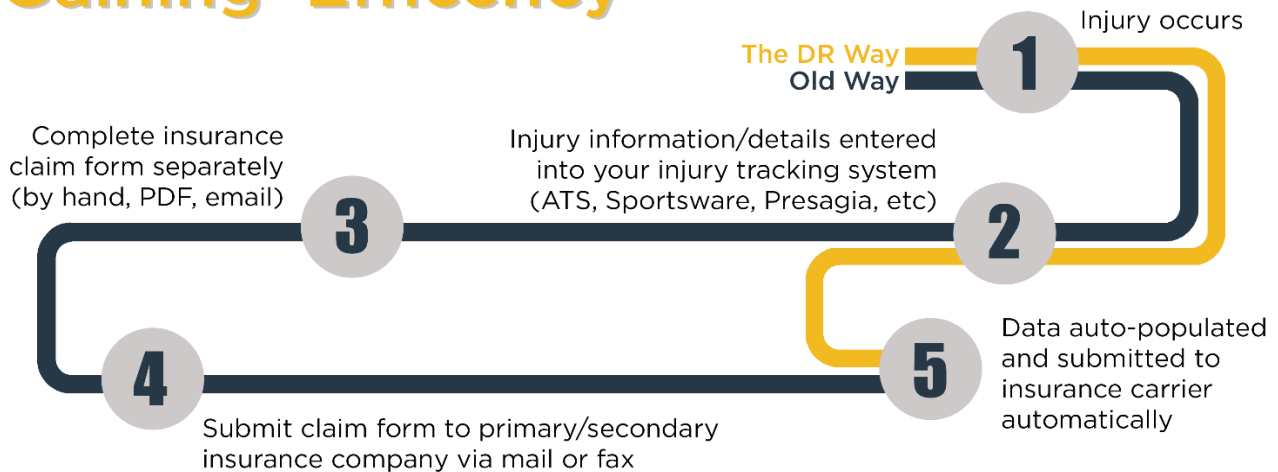 Gaining Efficency
1
Injury occurs
The DR Way
Old Way
Complete insurance
claim form separately
(by hand, PDF, email)
Injury information/details entered
into your injury tracking system
(ATS, Sportsware, Presagia, etc)
3
2
4
5
Data auto-populated
and submitted to
insurance carrier
automatically
Submit claim form to primary/secondary
insurance company via mail or fax